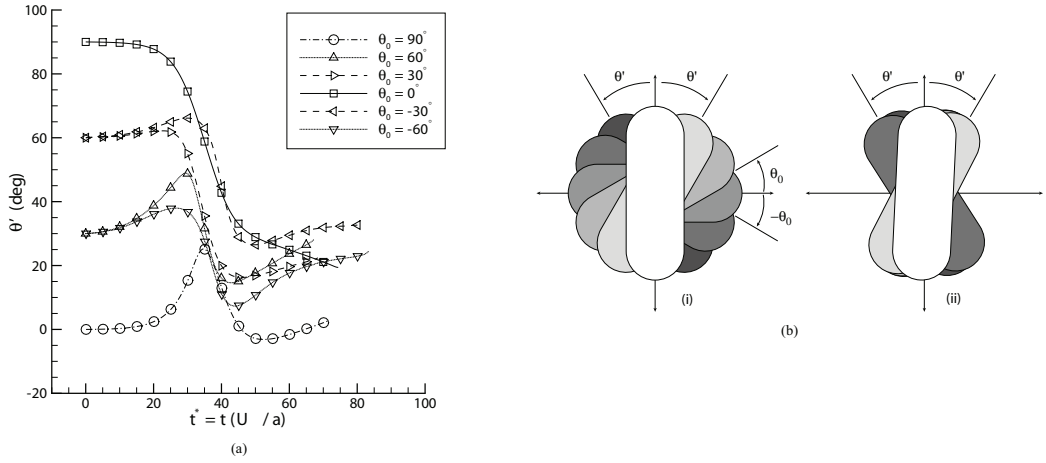 100
80
60
40
20
0
-20
θ' (deg)
0 20 40 60 80 100
t* = t (U /a)
θ₀ = 90°
θ₀ = 60°
θ₀ = 30°
θ₀ = 0°
θ₀ = -30°
θ₀ = -60°
(a)
θ' θ'
θ₀
-θ₀
(i)
θ' θ'
(ii)
(b)